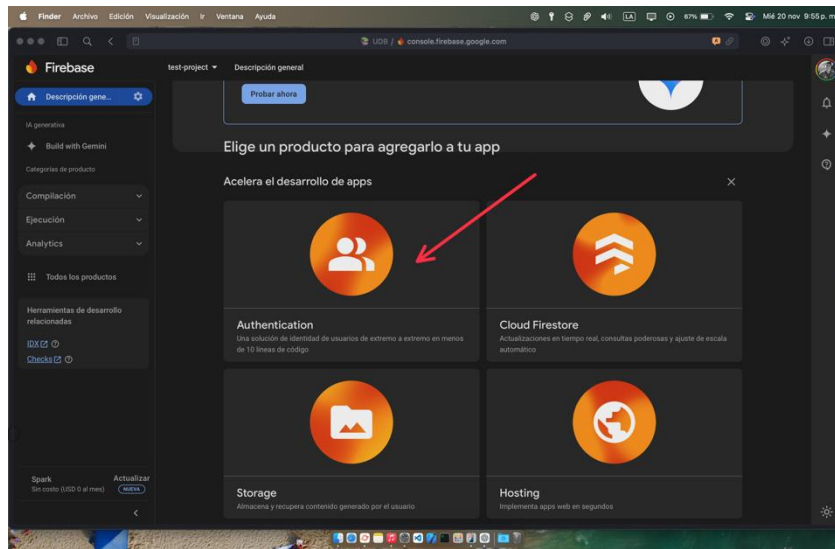 Finder Archivo Edición Visualización Ir Ventana Ayuda
LA 67% Mié 20 nov 9:55 p. m
UDB / console.firebase.google.com
Firebase
test-project Descripción general
Descripción gene...
Probar ahora
IA generativa
Build with Gemini
Categorías de producto
Compilación
Ejecución
Analytics
Todos los productos
Herramientas de desarrollo
relacionadas
IDX
Checks
Spark Actualizar
Sin costo (USD 0 al mes) NUEVA
Elige un producto para agregarlo a tu app
Acelera el desarrollo de apps
Authentication
Una solución de identidad de usuarios de extremo a extremo en menos
de 10 líneas de código
Cloud Firestore
Actualizaciones en tiempo real, consultas poderosas y ajuste de escala
automático
Storage
Almacena y recupera contenido generado por el usuario
Hosting
Implementa apps web en segundos